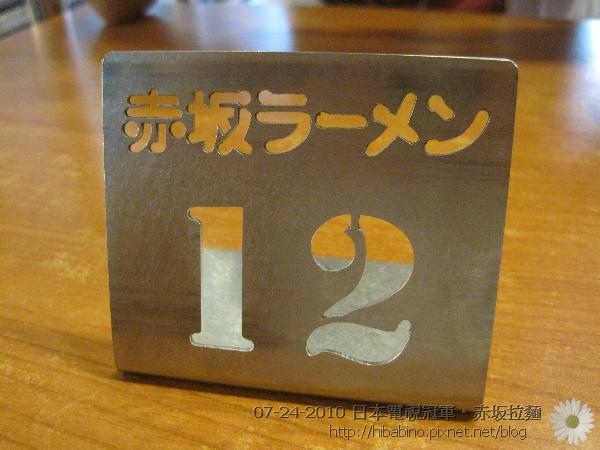 赤坂ラーメン
12
07-24-2010 日本電視冠軍・赤坂拉麵
http://hibabino.pixnet.net/blog